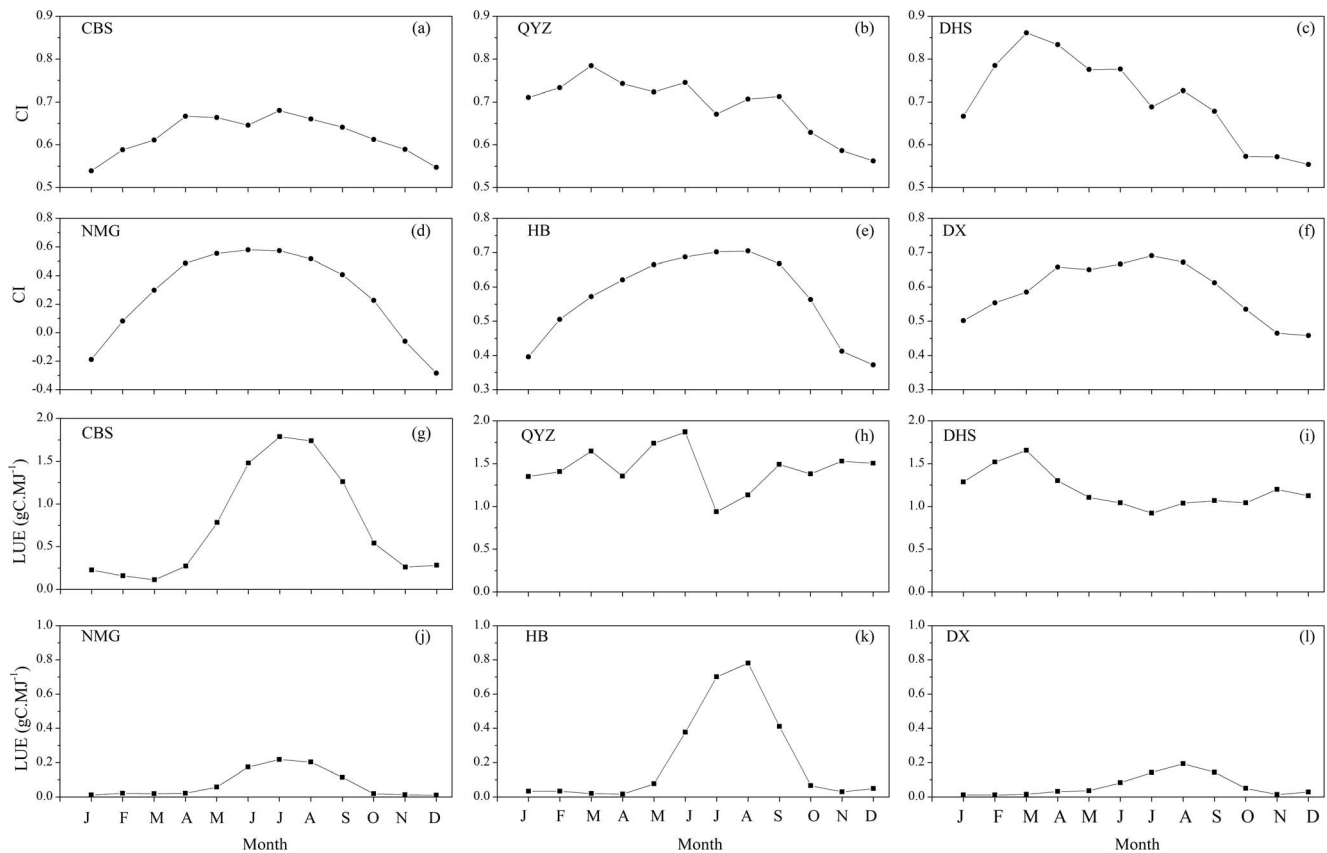 CBS (a) QYZ (b) DHS (c)
0.9 0.8 0.7 0.6 0.5
0.9 0.8 0.7 0.6 0.5
0.9 0.8 0.7 0.6 0.5
CI
NMG (d) HB (e) DX (f)
0.8 0.6 0.4 0.2 0.0 -0.2 -0.4
0.8 0.7 0.6 0.5 0.4 0.3
0.8 0.7 0.6 0.5 0.4 0.3
CI
CBS (g) QYZ (h) DHS (i)
2.0 1.5 1.0 0.5 0.0
2.0 1.5 1.0 0.5 0.0
2.0 1.5 1.0 0.5 0.0
LUE (gC.MJ⁻¹)
NMG (j) HB (k) DX (l)
1.0 0.8 0.6 0.4 0.2 0.0
1.0 0.8 0.6 0.4 0.2 0.0
1.0 0.8 0.6 0.4 0.2 0.0
LUE (gC.MJ⁻¹)
J F M A M J J A S O N D
J F M A M J J A S O N D
J F M A M J J A S O N D
Month Month Month